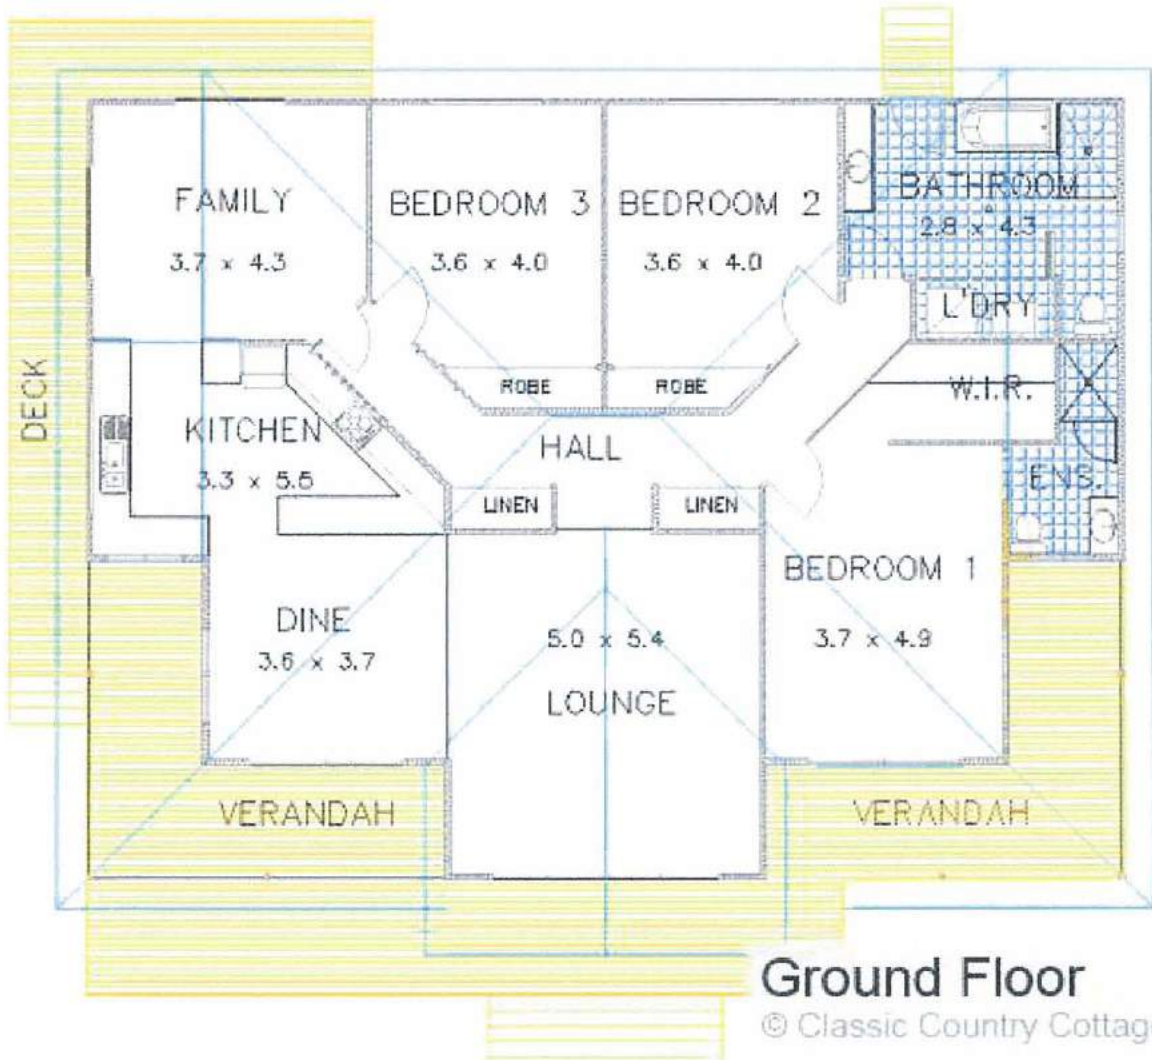 FAMILY
3.7 x 4.3
BEDROOM 3
3.6 x 4.0
BEDROOM 2
3.6 x 4.0
BATHROOM
2.8 x 4.3
L'DRY
DECK
KITCHEN
3.3 x 5.5
ROBE
ROBE
W.I.R.
HALL
LINEN
LINEN
ENS.
DINE
3.6 x 3.7
5.0 x 5.4
LOUNGE
BEDROOM 1
3.7 x 4.9
VERANDAH
VERANDAH
Ground Floor
© Classic Country Cottag